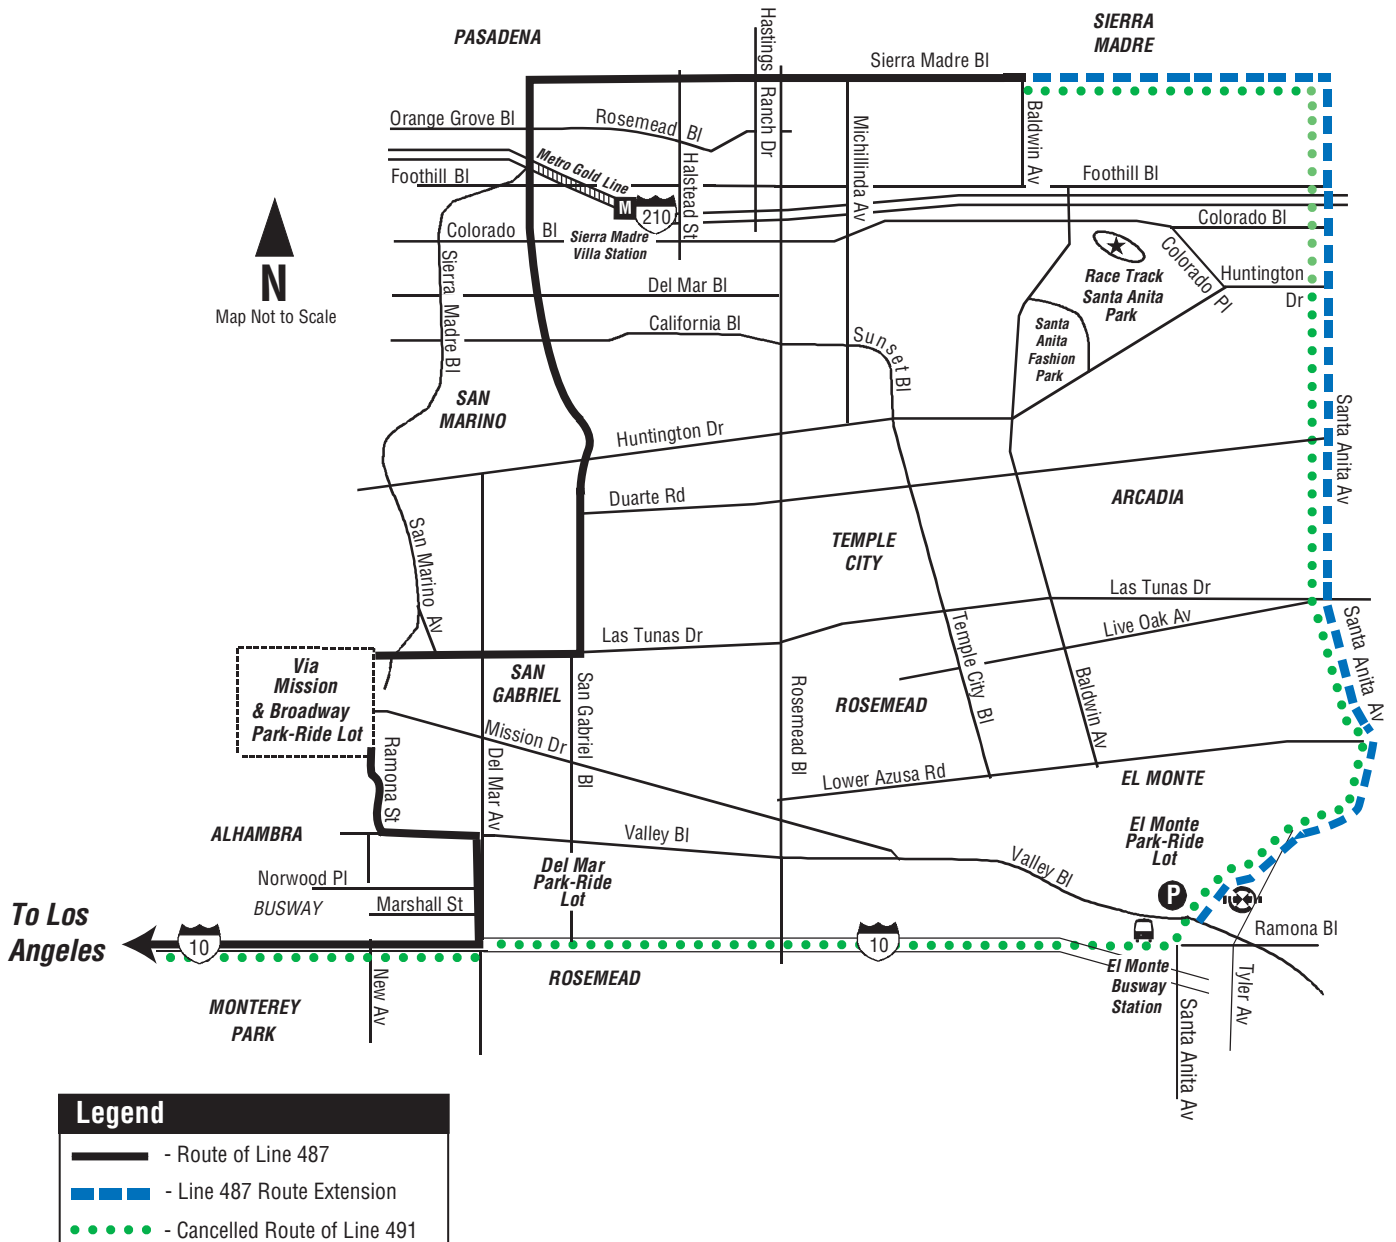 PASADENA
Hastings Ranch Dr
SIERRA
MADRE
Sierra Madre Bl
Orange Grove Bl
Rosemead Bl
Baldwin Av
Michillinda Av
Metro Gold Line
Halstead St
Foothill Bl
Foothill Bl
M
210
Colorado Bl
Colorado Bl
Sierra Madre
Villa Station
N
Map Not to Scale
Sierra Madre Bl
Del Mar Bl
Race Track
Santa Anita
Park
Colorado Pl
Huntington
Dr
California Bl
Sunset Bl
Santa
Anita
Fashion
Park
SAN
MARINO
Huntington Dr
Santa Anita Av
Duarte Rd
ARCADIA
San Marino Av
TEMPLE
CITY
Las Tunas Dr
Live Oak Av
Las Tunas Dr
Temple City Bl
Santa Anita Av
Via
Mission
& Broadway
Park-Ride Lot
SAN
GABRIEL
San Gabriel Bl
Rosemead Bl
ROSEMEAD
Baldwin Av
Mission Dr
Ramona St
Del Mar Av
Lower Azusa Rd
EL MONTE
ALHAMBRA
Valley Bl
El Monte
Park-Ride
Lot
Valley Bl
Del Mar
Park-Ride
Lot
Norwood Pl
BUSWAY
Marshall St
P
To Los
Angeles
10
10
Ramona Bl
New Av
ROSEMEAD
El Monte
Busway
Station
Tyler Av
MONTEREY
PARK
Santa Anita Av
Legend
- Route of Line 487
- Line 487 Route Extension
- Cancelled Route of Line 491